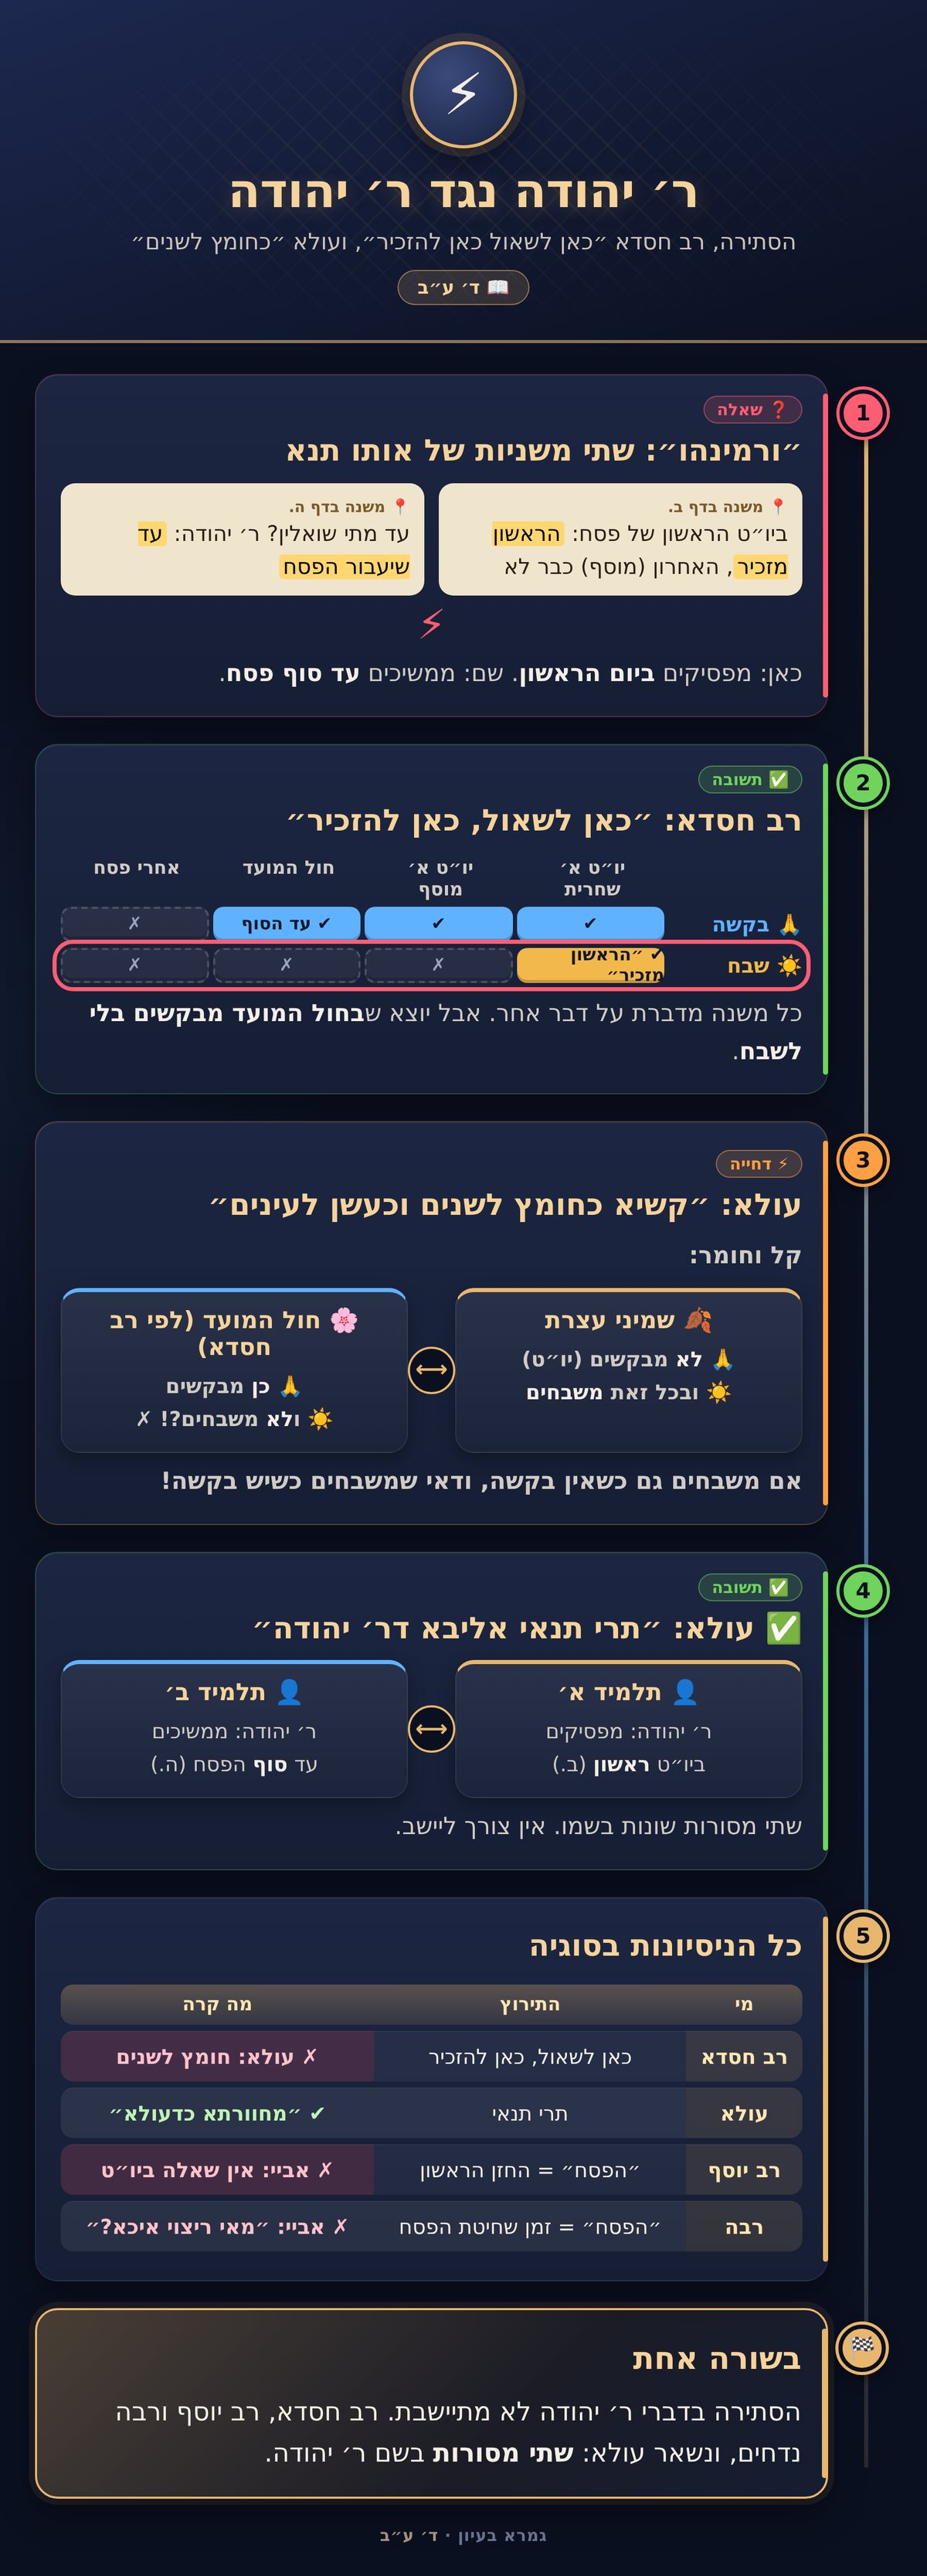 ר׳ יהודה נגד ר׳ יהודה
הסתירה, רב חסדא ״כאן לשאול כאן להזכיר״, ועולא ״כחומץ לשנים״
📖 ד׳ ע״ב
1
❓ שאלה
״ורמינהו״: שתי משניות של אותו תנא
📍 משנה בדף ב.
ביו״ט הראשון של פסח: הראשון
מזכיר, האחרון (מוסף) כבר לא
📍 משנה בדף ה.
עד מתי שואלין? ר׳ יהודה: עד
שיעבור הפסח
⚡
כאן: מפסיקים ביום הראשון. שם: ממשיכים עד סוף פסח.
2
✅ תשובה
רב חסדא: ״כאן לשאול, כאן להזכיר״
יו״ט א׳ שחרית יו״ט א׳ מוסף חול המועד אחרי פסח
🙏 בקשה ✔ ✔ ✔ עד הסוף ✗
☀️ שבח ✔ ״הראשון מזכיר״ ✗ ✗ ✗
כל משנה מדברת על דבר אחר. אבל יוצא שבחול המועד מבקשים בלי
לשבח.
3
⚡ דחייה
עולא: ״קשיא כחומץ לשנים וכעשן לעינים״
קל וחומר:
🍂 שמיני עצרת
🙏 לא מבקשים (יו״ט)
☀️ ובכל זאת משבחים
⟷
🌸 חול המועד (לפי רב
חסדא)
🙏 כן מבקשים
☀️ ולא משבחים?! ✗
אם משבחים גם כשאין בקשה, ודאי שמשבחים כשיש בקשה!
4
✅ תשובה
✅ עולא: ״תרי תנאי אליבא דר׳ יהודה״
👤 תלמיד א׳
ר׳ יהודה: מפסיקים
ביו״ט ראשון (ב.)
⟷
👤 תלמיד ב׳
ר׳ יהודה: ממשיכים
עד סוף הפסח (ה.)
שתי מסורות שונות בשמו. אין צורך ליישב.
5
כל הניסיונות בסוגיה
מי התירוץ מה קרה
רב חסדא כאן לשאול, כאן להזכיר ✗ עולא: חומץ לשנים
עולא תרי תנאי ✔ ״מחוורתא כדעולא״
רב יוסף ״הפסח״ = החזן הראשון ✗ אביי: אין שאלה ביו״ט
רבה ״הפסח״ = זמן שחיטת הפסח ✗ אביי: ״מאי ריצוי איכא?״
🏁
בשורה אחת
הסתירה בדברי ר׳ יהודה לא מתיישבת. רב חסדא, רב יוסף ורבה
נדחים, ונשאר עולא: שתי מסורות בשם ר׳ יהודה.
גמרא בעיון · ד׳ ע״ב